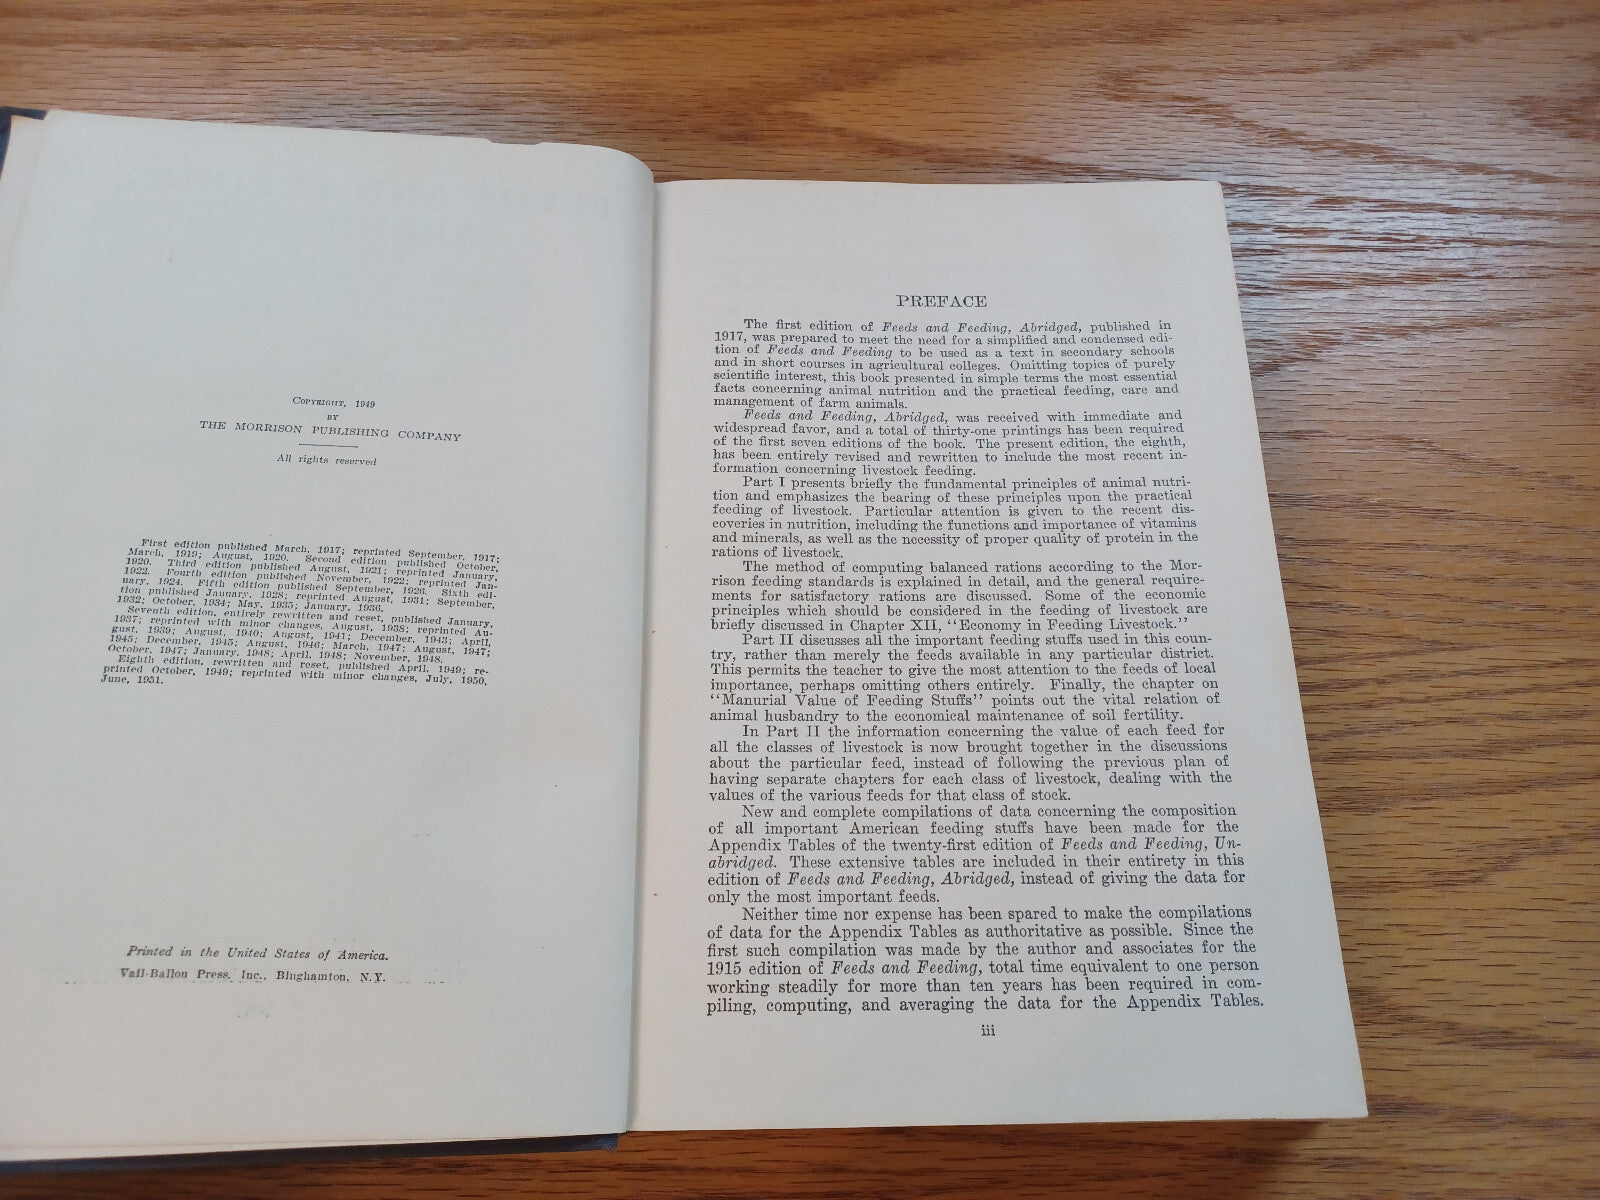 COPYRIGHT, 1949
BY
THE MORRISON PUBLISHING COMPANY
All rights reserved
First edition published March, 1917; reprinted September, 1917;
March, 1919; August, 1920. Second edition published October,
1920. Third edition published August, 1921; reprinted January,
1922. Fourth edition published November, 1922; reprinted Jan-
uary, 1924. Fifth edition published September, 1926. Sixth edi-
tion published January, 1928; reprinted August, 1931; September,
1932; October, 1934; May, 1935; January, 1936.
Seventh edition, entirely rewritten and reset, published January,
1937; reprinted with minor changes, August, 1938; reprinted Au-
gust, 1939; August, 1940; August, 1941; December, 1943; April,
1945; December, 1945; August, 1946; March, 1947; August, 1947;
October, 1947; January, 1948; April, 1948; November, 1948.
Eighth edition, rewritten and reset, published April, 1949; re-
printed October, 1949; reprinted with minor changes, July, 1950,
June, 1951.
Printed in the United States of America.
Vail-Ballou Press, Inc., Binghamton, N.Y.
PREFACE
The first edition of Feeds and Feeding, Abridged, published in
1917, was prepared to meet the need for a simplified and condensed edi-
tion of Feeds and Feeding to be used as a text in secondary schools
and in short courses in agricultural colleges. Omitting topics of purely
scientific interest, this book presented in simple terms the most essential
facts concerning animal nutrition and the practical feeding, care and
management of farm animals.
Feeds and Feeding, Abridged, was received with immediate and
widespread favor, and a total of thirty-one printings has been required
of the first seven editions of the book. The present edition, the eighth,
has been entirely revised and rewritten to include the most recent in-
formation concerning livestock feeding.
Part I presents briefly the fundamental principles of animal nutri-
tion and emphasizes the bearing of these principles upon the practical
feeding of livestock. Particular attention is given to the recent dis-
coveries in nutrition, including the functions and importance of vitamins
and minerals, as well as the necessity of proper quality of protein in the
rations of livestock.
The method of computing balanced rations according to the Mor-
rison feeding standards is explained in detail, and the general require-
ments for satisfactory rations are discussed. Some of the economic
principles which should be considered in the feeding of livestock are
briefly discussed in Chapter XII, "Economy in Feeding Livestock."
Part II discusses all the important feeding stuffs used in this coun-
try, rather than merely the feeds available in any particular district.
This permits the teacher to give the most attention to the feeds of local
importance, perhaps omitting others entirely. Finally, the chapter on
"Manurial Value of Feeding Stuffs" points out the vital relation of
animal husbandry to the economical maintenance of soil fertility.
In Part II the information concerning the value of each feed for
all the classes of livestock is now brought together in the discussions
about the particular feed, instead of following the previous plan of
having separate chapters for each class of livestock, dealing with the
values of the various feeds for that class of stock.
New and complete compilations of data concerning the composition
of all important American feeding stuffs have been made for the
Appendix Tables of the twenty-first edition of Feeds and Feeding, Un-
abridged. These extensive tables are included in their entirety in this
edition of Feeds and Feeding, Abridged, instead of giving the data for
only the most important feeds.
Neither time nor expense has been spared to make the compilations
of data for the Appendix Tables as authoritative as possible. Since the
first such compilation was made by the author and associates for the
1915 edition of Feeds and Feeding, total time equivalent to one person
working steadily for more than ten years has been required in com-
piling, computing, and averaging the data for the Appendix Tables.
iii